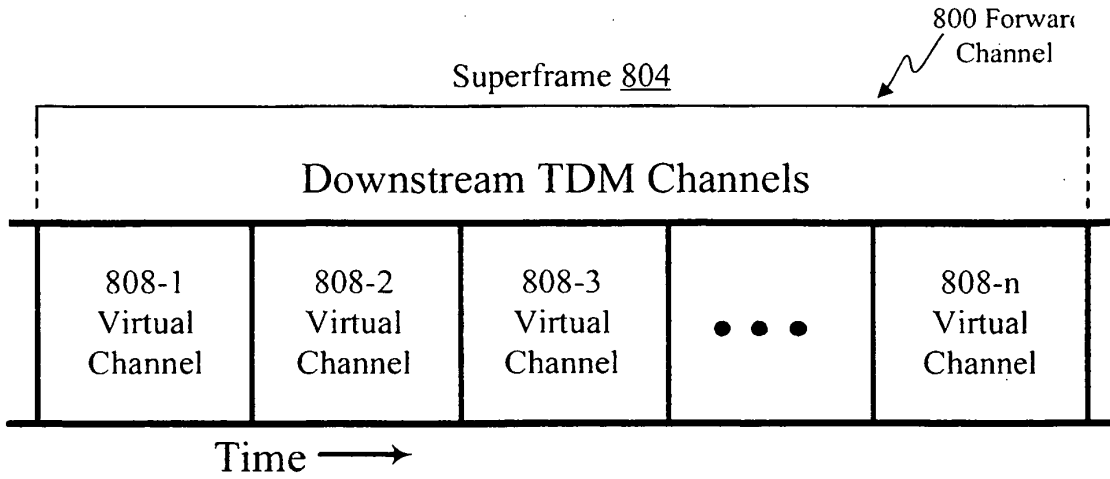 800 Forward
Channel
Superframe 804
Downstream TDM Channels
808-1
Virtual
Channel
808-2
Virtual
Channel
808-3
Virtual
Channel
• • •
808-n
Virtual
Channel
Time